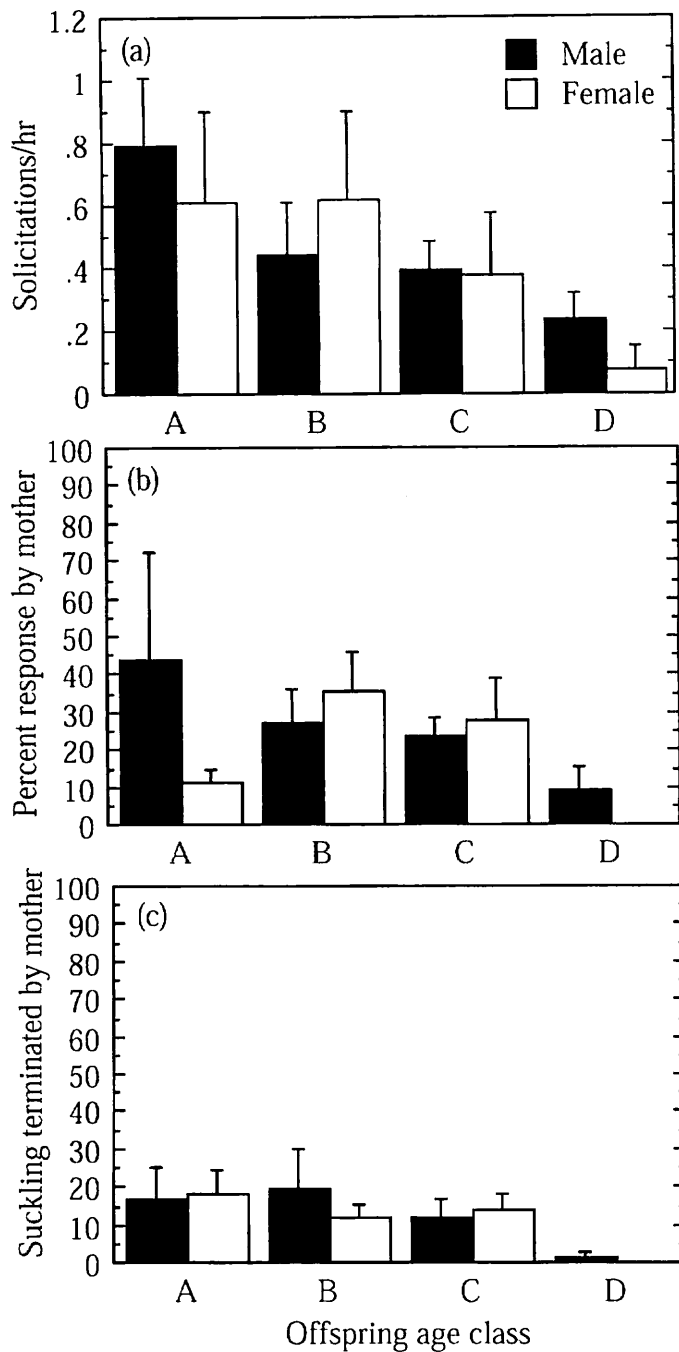 Solicitations/hr
1.2
1
.8
.6
.4
.2
0
(a)
Male
Female
A B C D
Percent response by mother
100
90
80
70
60
50
40
30
20
10
0
(b)
A B C D
Suckling terminated by mother
100
90
80
70
60
50
40
30
20
10
0
(c)
A B C D
Offspring age class